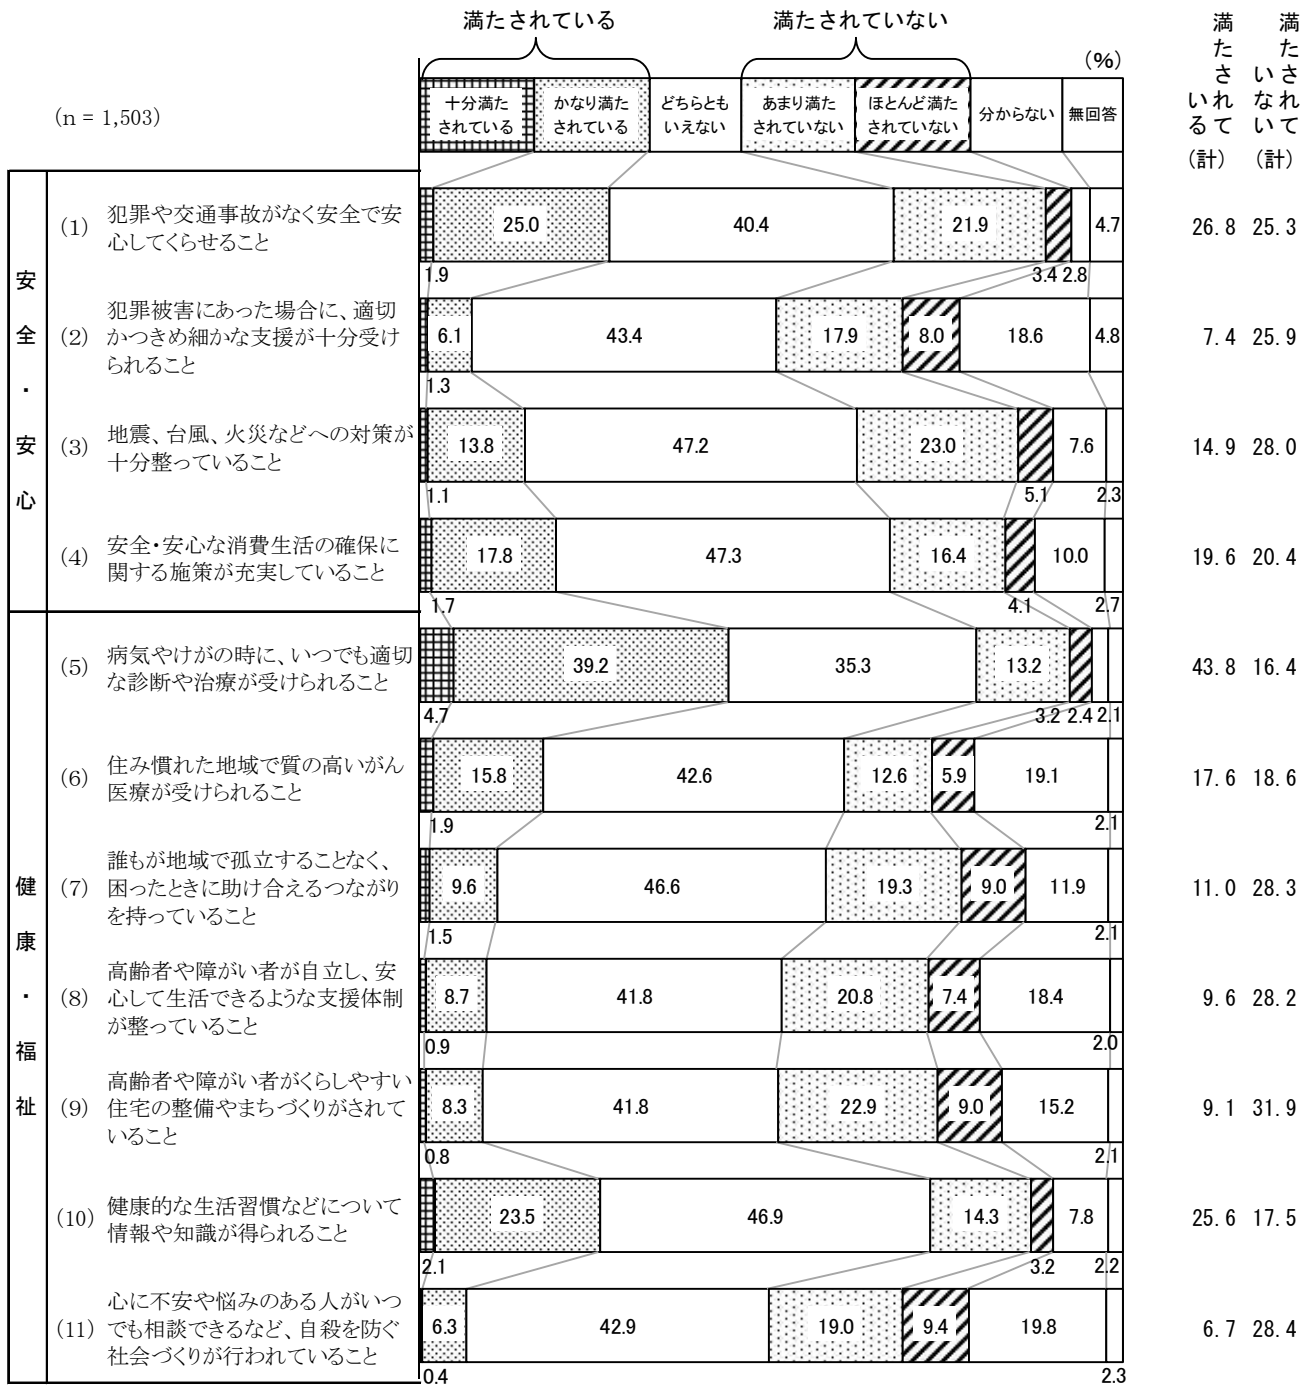 満たされている
満たされていない
満たされて
いる
(計)
満たされて
いない
(計)
(%)
(n = 1,503)
十分満た
されている
かなり満た
されている
どちらとも
いえない
あまり満た
されていない
ほとんど満た
されていない
分からない
無回答
安全・安心
(1)
犯罪や交通事故がなく安全で安
心してくらせること
25.0 40.4 21.9 4.7
1.9 3.4 2.8
26.8 25.3
(2)
犯罪被害にあった場合に、適切
かつきめ細かな支援が十分受け
られること
6.1 43.4 17.9 8.0 18.6 4.8
1.3
7.4 25.9
(3)
地震、台風、火災などへの対策が
十分整っていること
13.8 47.2 23.0 7.6
1.1 5.1 2.3
14.9 28.0
(4)
安全・安心な消費生活の確保に
関する施策が充実していること
17.8 47.3 16.4 10.0
1.7 4.1 2.7
19.6 20.4
健康・福祉
(5)
病気やけがの時に、いつでも適切
な診断や治療が受けられること
39.2 35.3 13.2
4.7 3.2 2.4 2.1
43.8 16.4
(6)
住み慣れた地域で質の高いがん
医療が受けられること
15.8 42.6 12.6 5.9 19.1
1.9 2.1
17.6 18.6
(7)
誰もが地域で孤立することなく、
困ったときに助け合えるつながり
を持っていること
9.6 46.6 19.3 9.0 11.9
1.5 2.1
11.0 28.3
(8)
高齢者や障がい者が自立し、安
心して生活できるような支援体制
が整っていること
8.7 41.8 20.8 7.4 18.4
0.9 2.0
9.6 28.2
(9)
高齢者や障がい者がくらしやすい
住宅の整備やまちづくりがされて
いること
8.3 41.8 22.9 9.0 15.2
0.8 2.1
9.1 31.9
(10)
健康的な生活習慣などについて
情報や知識が得られること
23.5 46.9 14.3 7.8
2.1 3.2 2.2
25.6 17.5
(11)
心に不安や悩みのある人がいつ
でも相談できるなど、自殺を防ぐ
社会づくりが行われていること
6.3 42.9 19.0 9.4 19.8
0.4 2.3
6.7 28.4